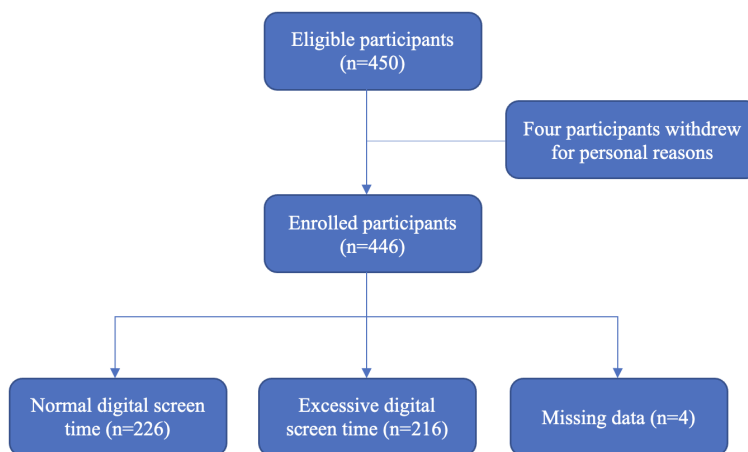 Eligible participants
(n=450)
Four participants withdrew
for personal reasons
Enrolled participants
(n=446)
Normal digital screen
time (n=226)
Excessive digital
screen time (n=216)
Missing data (n=4)